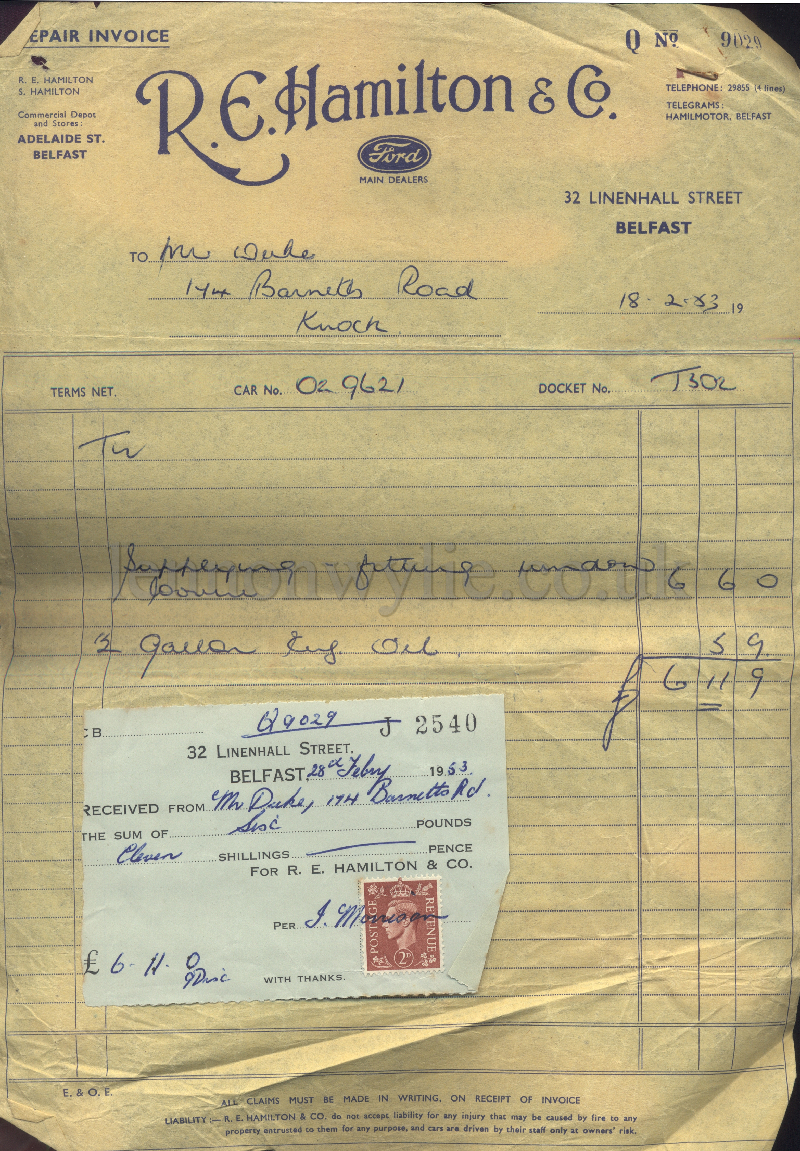 REPAIR INVOICE
Q No 9029
R. E. HAMILTON
S. HAMILTON
Commercial Depot
and Stores:
ADELAIDE ST.
BELFAST
R. E. Hamilton & Co.
Ford
MAIN DEALERS
TELEPHONE: 29855 (4 lines)
TELEGRAMS:
HAMILMOTOR, BELFAST
32 LINENHALL STREET
BELFAST
TO Mr Duke
174 Barnetts Road
Knock
18-2-53 19
TERMS NET. CAR No. OZ 9621 DOCKET No. T302
To
Supplying - fitting window 6 6 0
lemonwylie.co.uk
½ Gallon Eng. Oil. 5 9
6 11 9
CB Q9029 J 2540
32 LINENHALL STREET.
BELFAST, 28th Febry 1953
RECEIVED FROM Mr Duke, 174 Barnetts Rd.
THE SUM OF Six POUNDS
Eleven SHILLINGS PENCE
FOR R. E. HAMILTON & CO.
PER J. Morrison
POSTAGE REVENUE
2D
£ 6-11-0
9 Disc
WITH THANKS.
E. & O. E.
ALL CLAIMS MUST BE MADE IN WRITING, ON RECEIPT OF INVOICE
LIABILITY:— R. E. HAMILTON & CO. do not accept liability for any injury that may be caused by fire to any
property entrusted to them for any purpose, and cars are driven by their staff only at owners' risk.